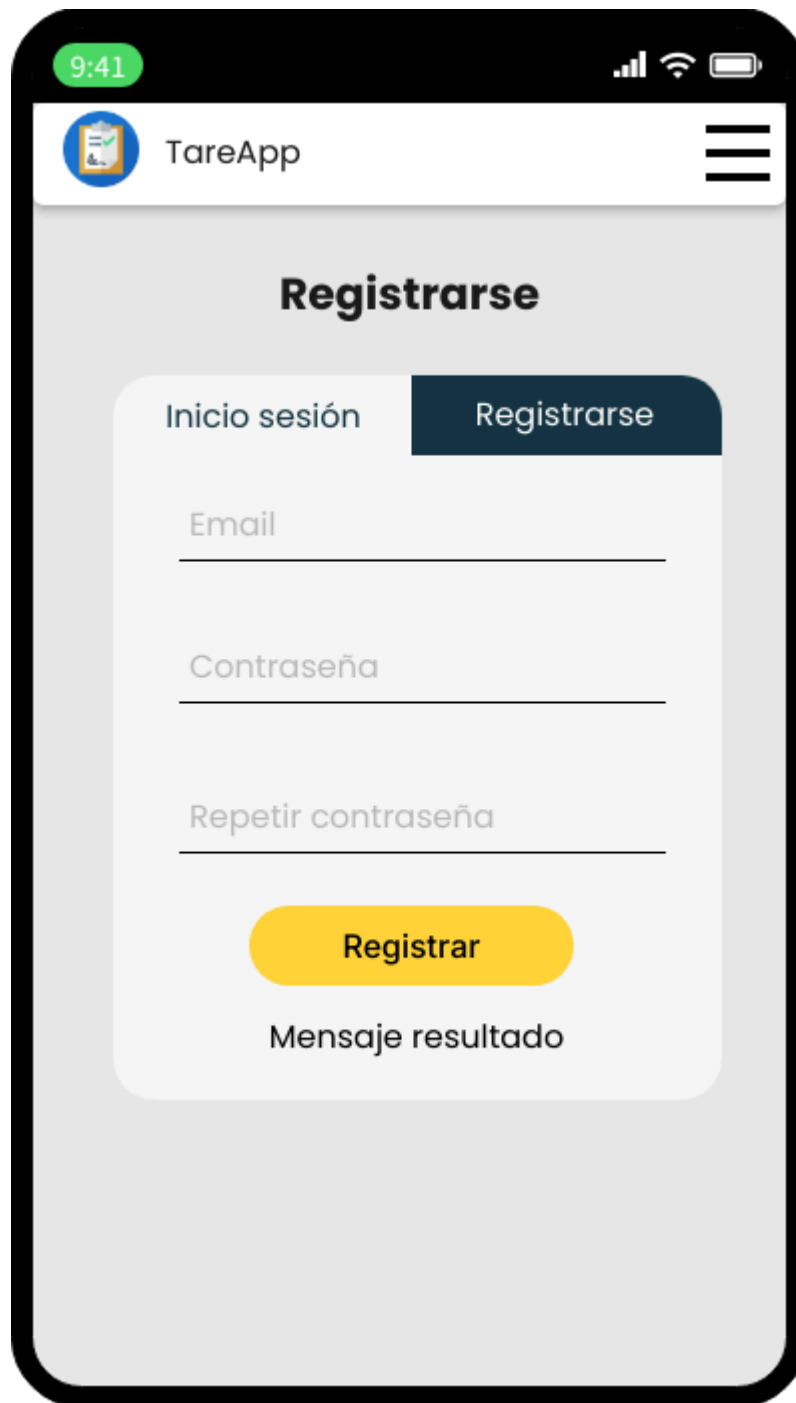 9:41
TareApp
Registrarse
Inicio sesión
Registrarse
Email
Contraseña
Repetir contraseña
Registrar
Mensaje resultado